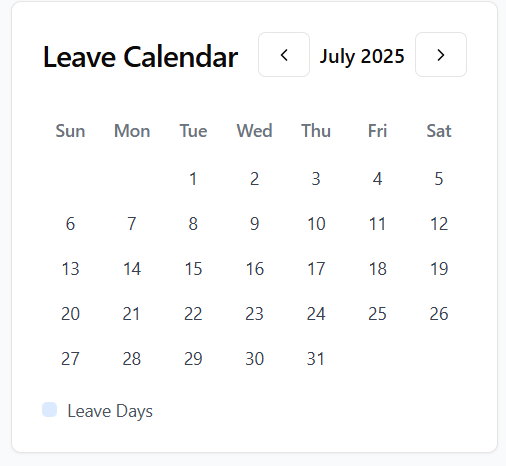 Leave Calendar July 2025
Sun Mon Tue Wed Thu Fri Sat
1 2 3 4 5
6 7 8 9 10 11 12
13 14 15 16 17 18 19
20 21 22 23 24 25 26
27 28 29 30 31
Leave Days